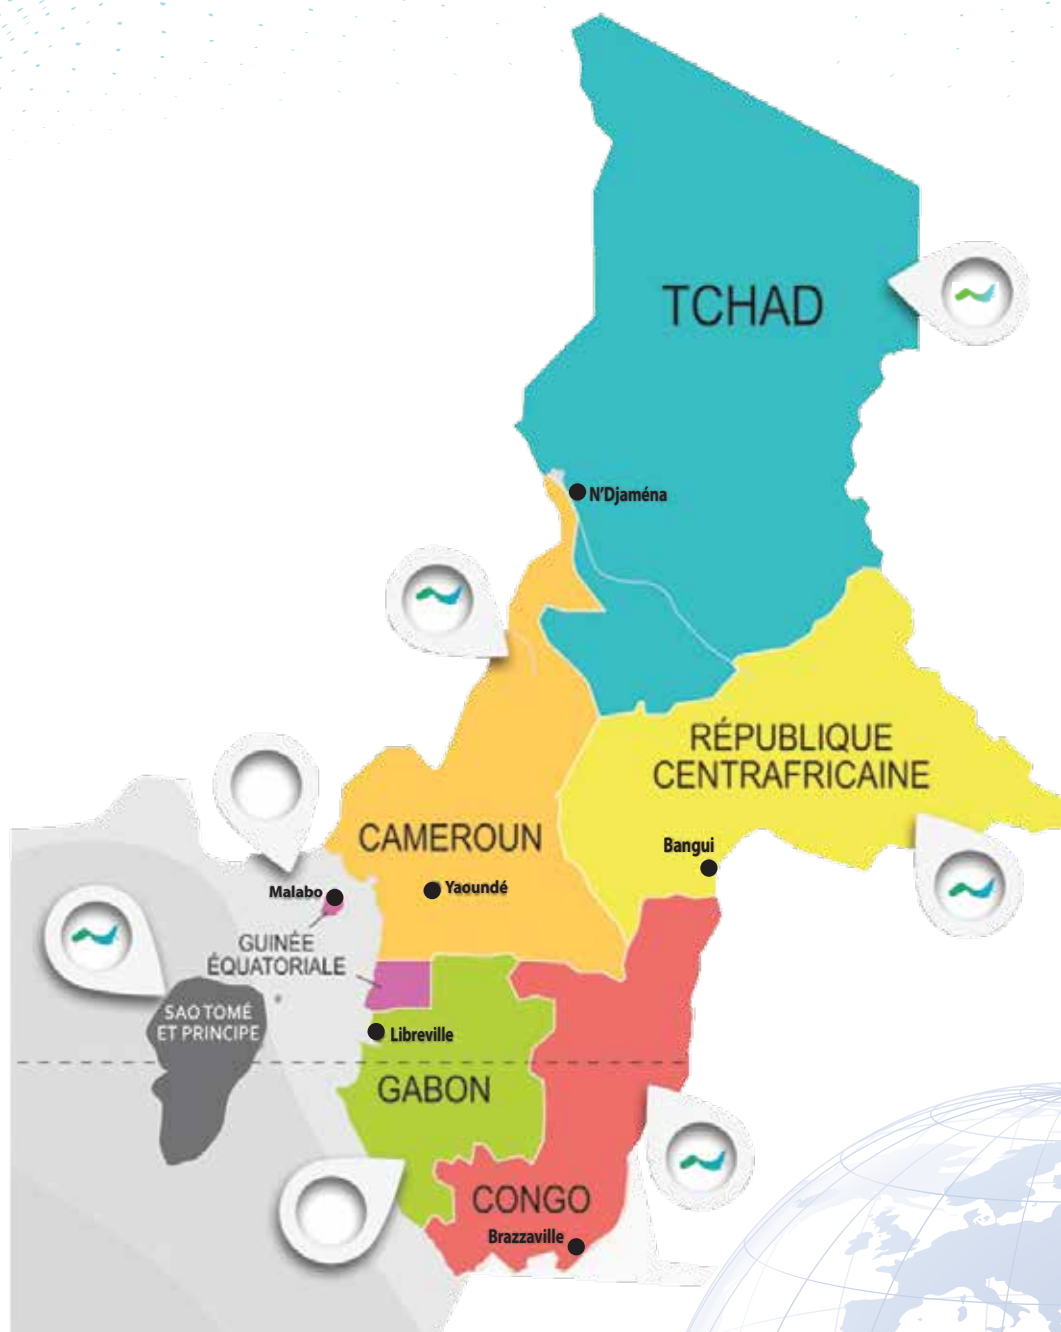 TCHAD
N'Djaména
RÉPUBLIQUE
CENTRAFRICAINE
CAMEROUN
Bangui
Yaoundé
Malabo
GUINÉE
ÉQUATORIALE
SAO TOMÉ
ET PRINCIPE
Libreville
GABON
CONGO
Brazzaville